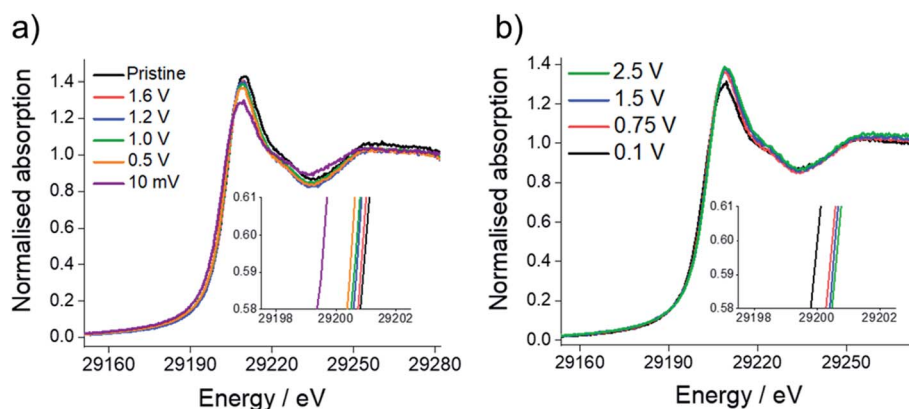 a)
Normalised absorption
1.4
1.2
1.0
0.8
0.6
0.4
0.2
0.0
Pristine
1.6 V
1.2 V
1.0 V
0.5 V
10 mV
0.61
0.60
0.59
0.58
29198 29200 29202
29160 29190 29220 29250 29280
Energy / eV
b)
Normalised absorption
1.4
1.2
1.0
0.8
0.6
0.4
0.2
0.0
2.5 V
1.5 V
0.75 V
0.1 V
0.61
0.60
0.59
0.58
29198 29200 29202
29160 29190 29220 29250
Energy / eV